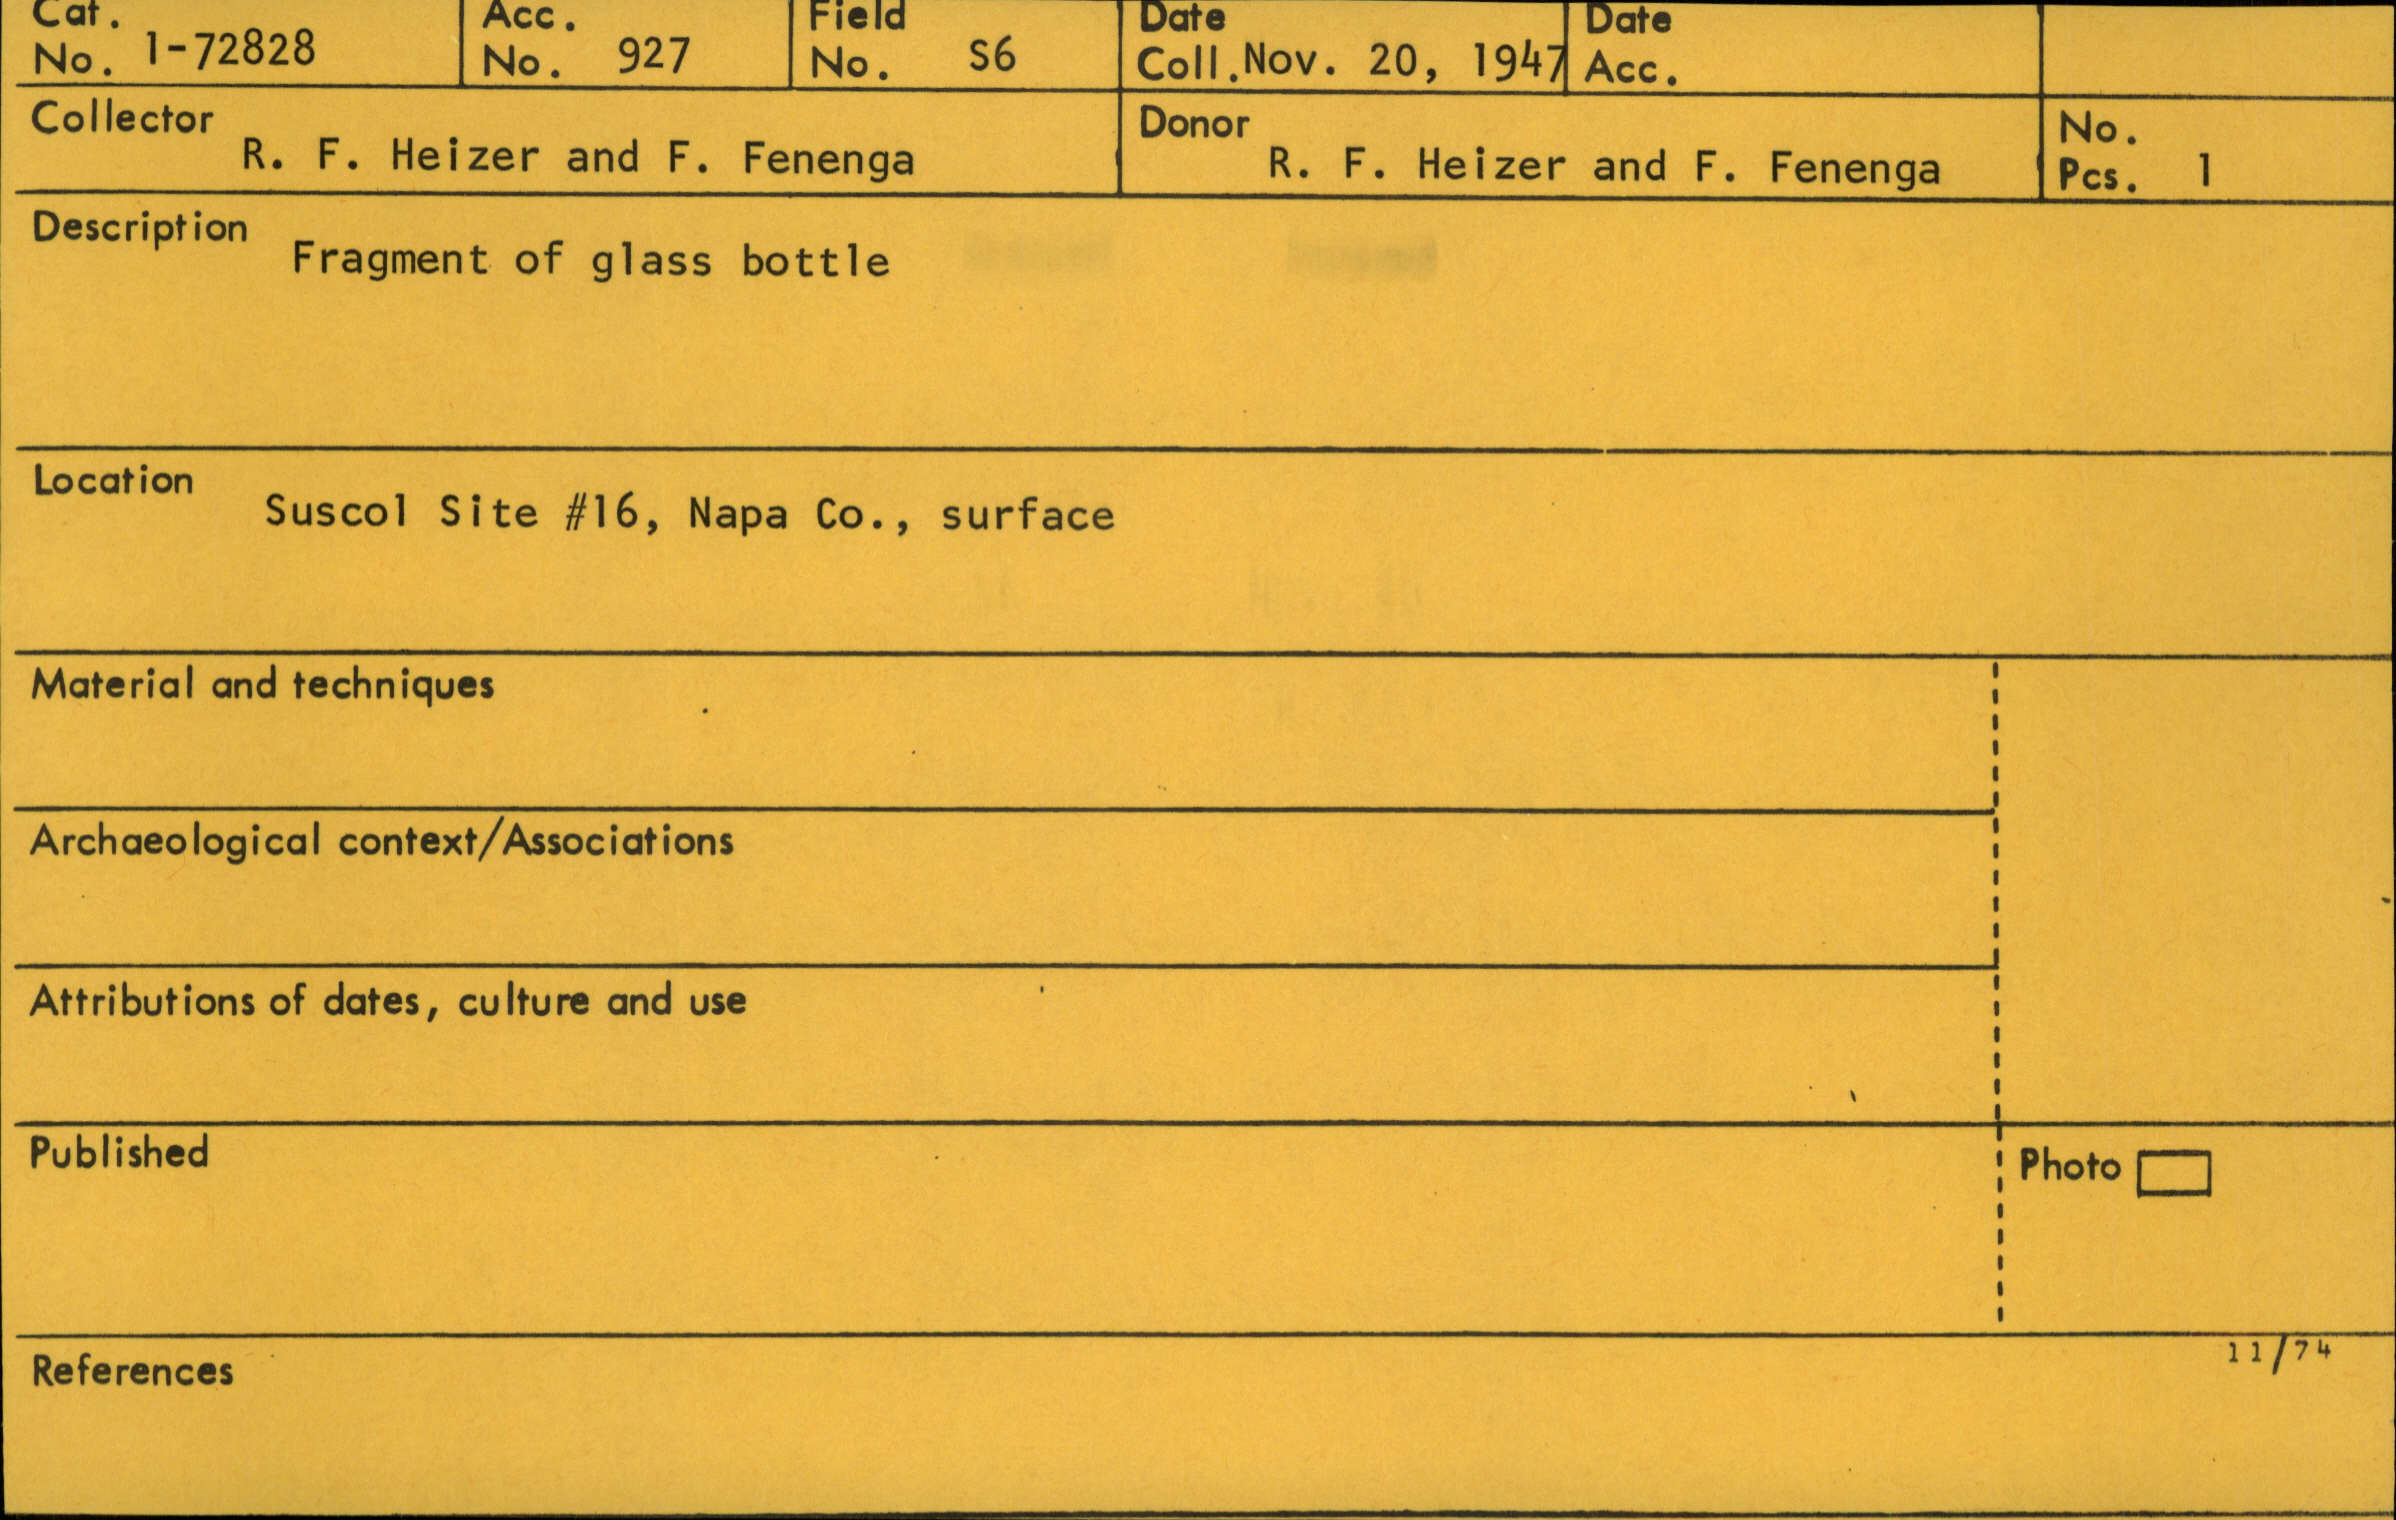 Cat. Acc. Field Date Date
No. 1-72828 No. 927 No. S6 Coll. Nov. 20, 1947 Acc.
Collector Donor No.
R. F. Heizer and F. Fenenga R. F. Heizer and F. Fenenga Pcs. 1
Description
Fragment of glass bottle
Location
Suscol Site #16, Napa Co., surface
Material and techniques
Archaeological context/Associations
Attributions of dates, culture and use
Published
Photo
11/74
References